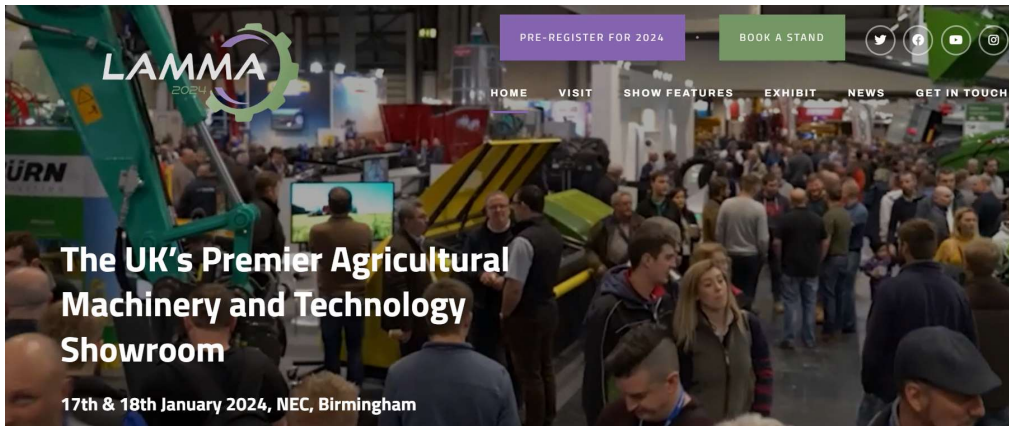 LAMMA
2024
PRE-REGISTER FOR 2024
BOOK A STAND
HOME VISIT SHOW FEATURES EXHIBIT NEWS GET IN TOUCH
ÜRN
The UK's Premier Agricultural
Machinery and Technology
Showroom
17th & 18th January 2024, NEC, Birmingham